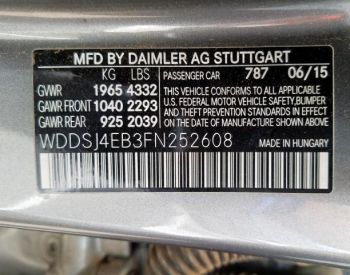 MFD BY DAIMLER AG STUTTGART
KG LBS PASSENGER CAR 787 06/15
GVWR 1965 4332 THIS VEHICLE CONFORMS TO ALL APPLICABLE
GAWR FRONT 1040 2293 U.S. FEDERAL MOTOR VEHICLE SAFETY,BUMPER
AND THEFT PREVENTION STANDARDS IN EFFECT
GAWR REAR 925 2039 ON THE DATE OF MANUFACTURE SHOWN ABOVE
WDDSJ4EB3FN252608 MADE IN HUNGARY